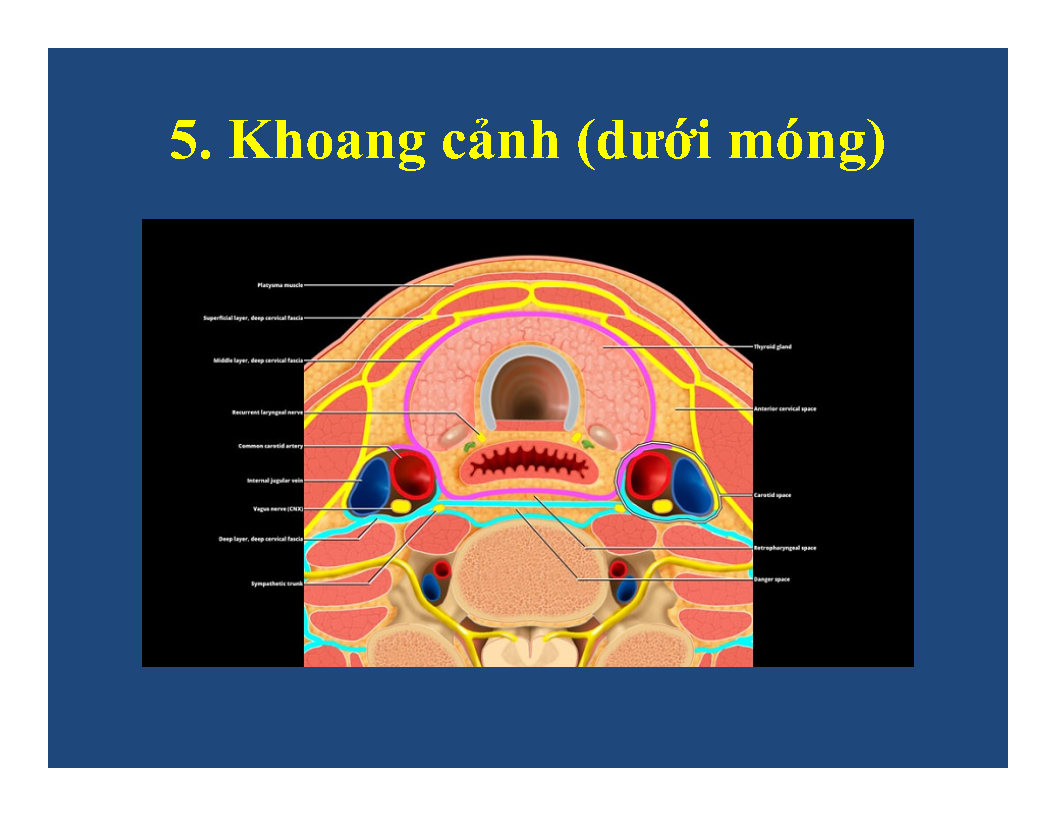 5. Khoang cảnh (dưới móng)
Platysma muscle
Superficial layer, deep cervical fascia
Middle layer, deep cervical fascia
Recurrent laryngeal nerve
Common carotid artery
Internal jugular vein
Vagus nerve (CNX)
Deep layer, deep cervical fascia
Sympathetic trunk
Thyroid gland
Anterior cervical space
Carotid space
Retropharyngeal space
Danger space